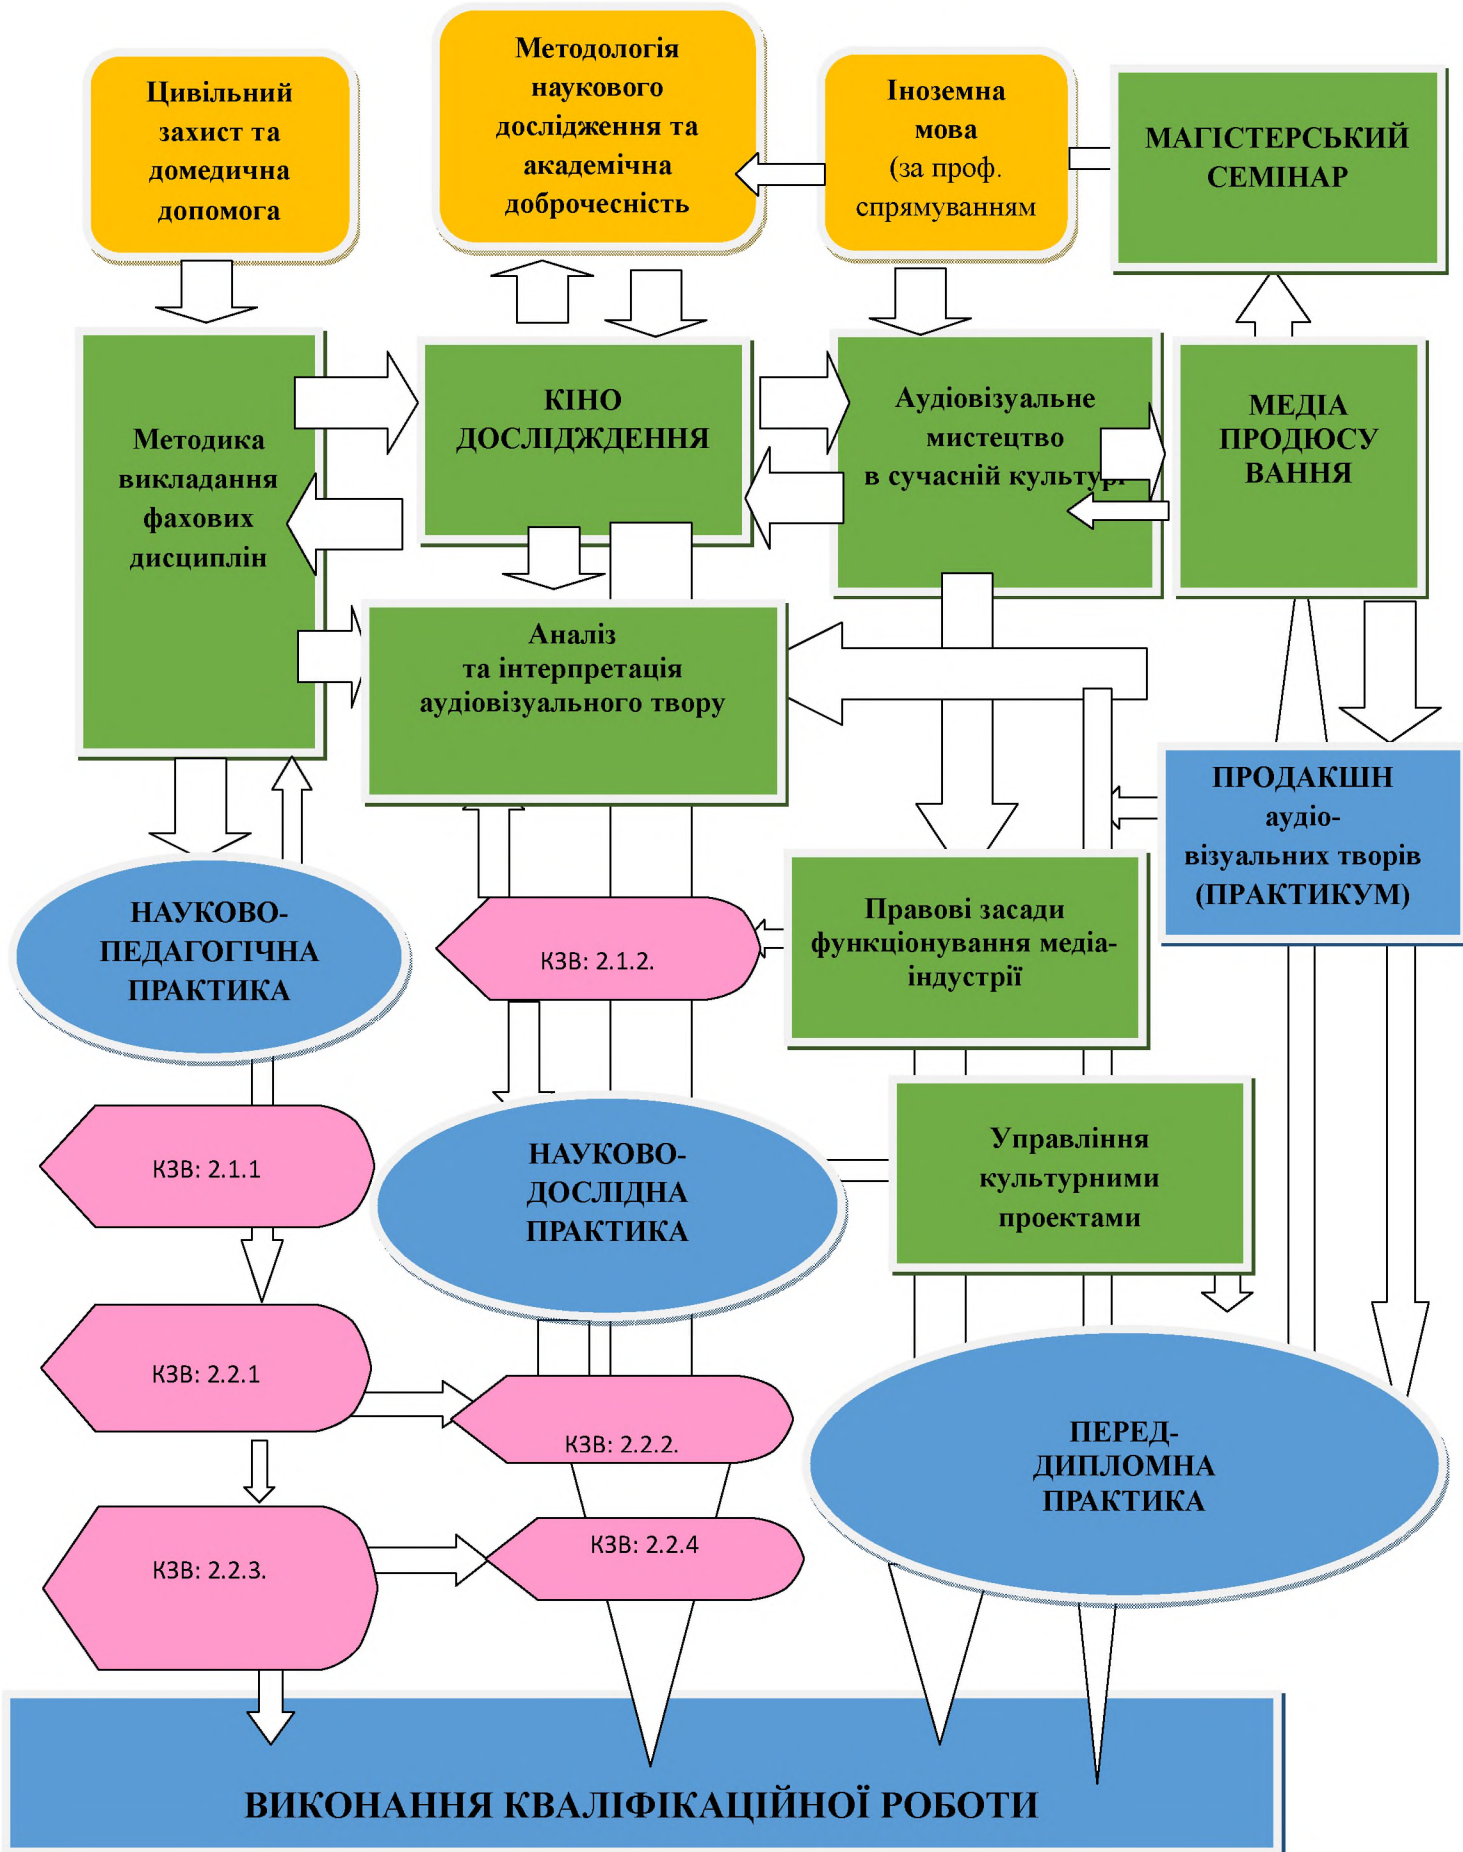 Цивільний
захист та
домедична
допомога
Методологія
наукового
дослідження та
академічна
доброчесність
Іноземна
мова
(за проф.
спрямуванням
МАГІСТЕРСЬКИЙ
СЕМІНАР
Методика
викладання
фахових
дисциплін
КІНО
ДОСЛІДЖЕННЯ
Аудіовізуальне
мистецтво
в сучасній культурі
МЕДІА
ПРОДЮСУ
ВАННЯ
Аналіз
та інтерпретація
аудіовізуального твору
ПРОДАКШН
аудіо-
візуальних творів
(ПРАКТИКУМ)
НАУКОВО-
ПЕДАГОГІЧНА
ПРАКТИКА
КЗВ: 2.1.2.
Правові засади
функціонування медіа-
індустрії
КЗВ: 2.1.1
НАУКОВО-
ДОСЛІДНА
ПРАКТИКА
Управління
культурними
проектами
КЗВ: 2.2.1
КЗВ: 2.2.2.
ПЕРЕД-
ДИПЛОМНА
ПРАКТИКА
КЗВ: 2.2.3.
КЗВ: 2.2.4
ВИКОНАННЯ КВАЛІФІКАЦІЙНОЇ РОБОТИ